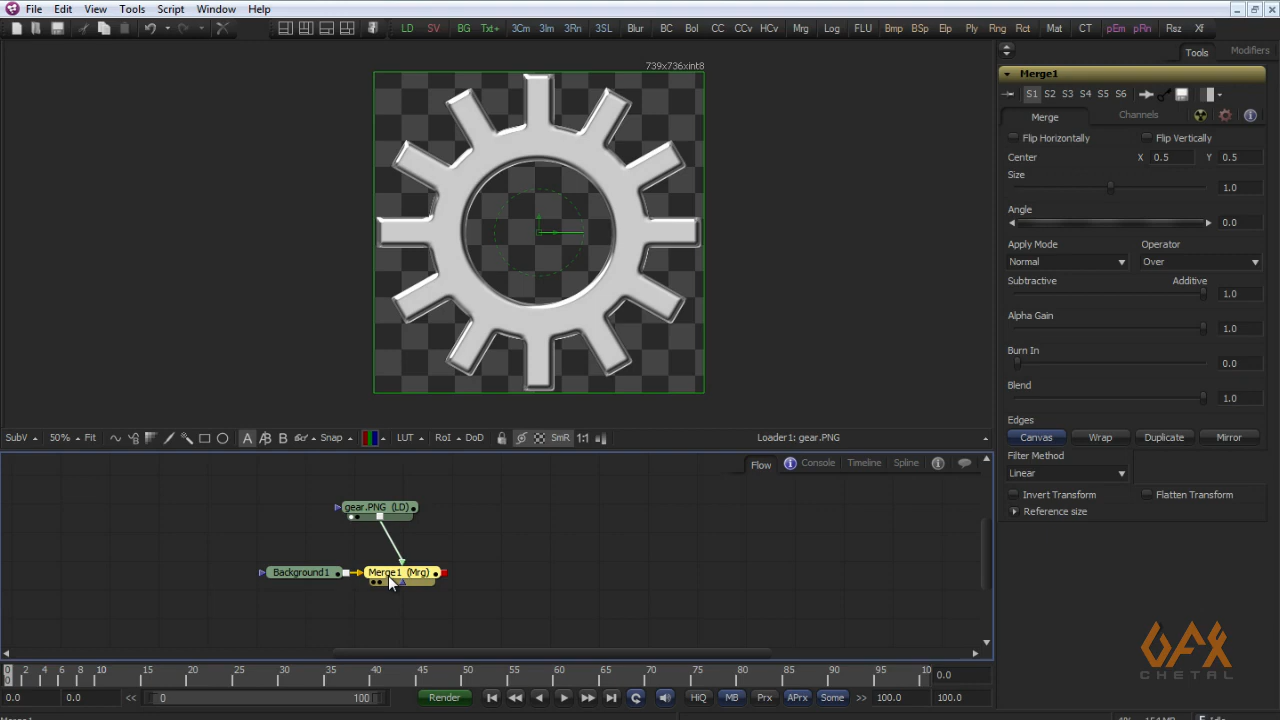 File Edit View Tools Script Window Help
LD SV BG Txt+ 3Cm 3Im 3Rn 3SL Blur BC Bol CC CCv HCv Mrg Log FLU Bmp BSp Elp Ply Rng Rct Mat CT pEm pRn Rsz XF
739x736xint8
Tools Modifiers
Merge1
S1 S2 S3 S4 S5 S6
Merge Channels
Flip Horizontally Flip Vertically
Center X 0.5 Y 0.5
Size
1.0
Angle
0.0
Apply Mode Operator
Normal Over
Subtractive Additive
1.0
Alpha Gain
1.0
Burn In
0.0
Blend
1.0
Edges
Canvas Wrap Duplicate Mirror
Filter Method
Linear
Invert Transform Flatten Transform
Reference size
SubV 50% Fit A B Snap LUT RoI DoD SmR 1:1 Loader1: gear.PNG
Flow Console Timeline Spline
gear.PNG (LD)
Background1 Merge1 (Mrg)
GFX
CHETAL
0 2 4 6 8 10 15 20 25 30 35 40 45 50 55 60 65 70 75 80 85 90 95 0.0
0
0.0 0.0 << 0 100 Render HiQ MB Prx APrx Some >> 100.0 100.0